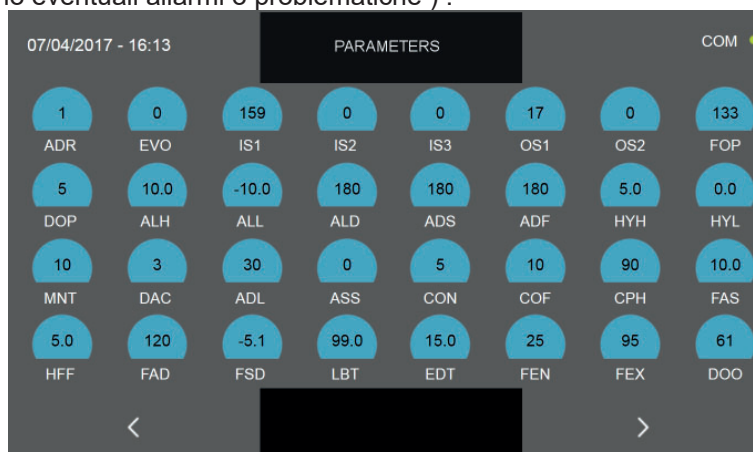 lo eventuali allarmi o problematiche ) .
07/04/2017 - 16:13 PARAMETERS COM
1 0 159 0 0 17 0 133
ADR EVO IS1 IS2 IS3 OS1 OS2 FOP
5 10.0 -10.0 180 180 180 5.0 0.0
DOP ALH ALL ALD ADS ADF HYH HYL
10 3 30 0 5 10 90 10.0
MNT DAC ADL ASS CON COF CPH FAS
5.0 120 -5.1 99.0 15.0 25 95 61
HFF FAD FSD LBT EDT FEN FEX DOO
< >